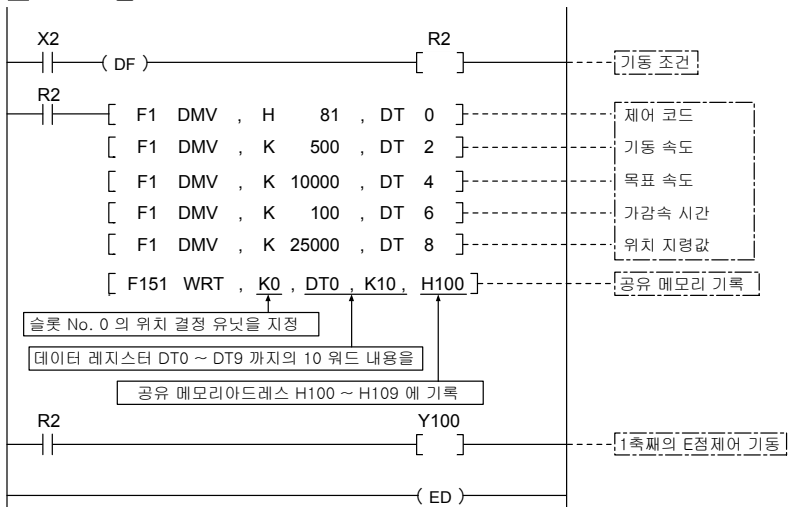 X2 R2
( DF ) [ ] 기동 조건
R2
[ F1 DMV , H 81 , DT 0 ] 제어 코드
[ F1 DMV , K 500 , DT 2 ] 기동 속도
[ F1 DMV , K 10000 , DT 4 ] 목표 속도
[ F1 DMV , K 100 , DT 6 ] 가감속 시간
[ F1 DMV , K 25000 , DT 8 ] 위치 지령값
[ F151 WRT , K0 , DT0 , K10 , H100 ] 공유 메모리 기록
슬롯 No. 0 의 위치 결정 유닛을 지정
데이터 레지스터 DT0 ~ DT9 까지의 10 워드 내용을
공유 메모리아드레스 H100 ~ H109 에 기록
R2 Y100
[ ] 1축째의 E점제어 기동
( ED )